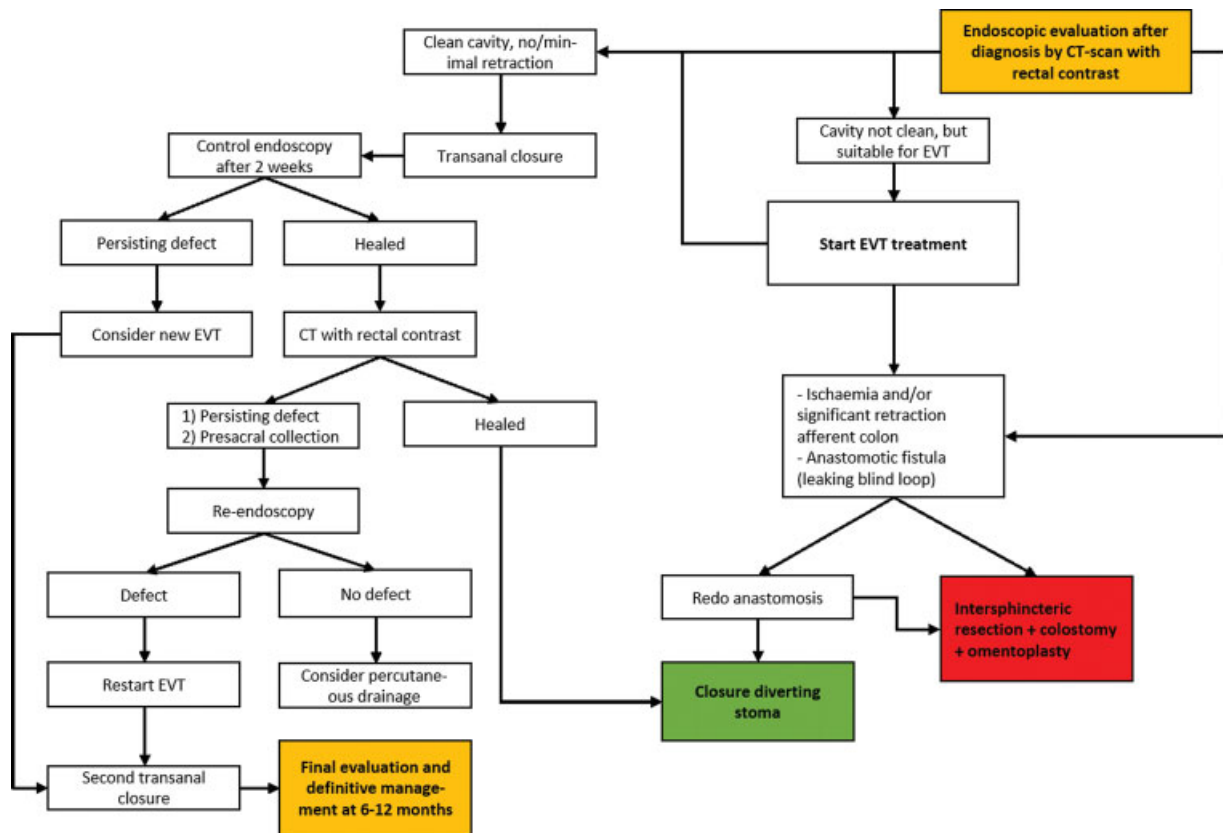 Clean cavity, no/min-
imal retraction
Endoscopic evaluation after
diagnosis by CT-scan with
rectal contrast
Cavity not clean, but
suitable for EVT
Control endoscopy
after 2 weeks
Transanal closure
Persisting defect
Healed
Start EVT treatment
Consider new EVT
CT with rectal contrast
1) Persisting defect
2) Presacral collection
Healed
- Ischaemia and/or
significant retraction
afferent colon
- Anastomotic fistula
(leaking blind loop)
Re-endoscopy
Defect
No defect
Redo anastomosis
Intersphincteric
resection + colostomy
+ omentoplasty
Restart EVT
Consider percutane-
ous drainage
Closure diverting
stoma
Second transanal
closure
Final evaluation and
definitive manage-
ment at 6-12 months